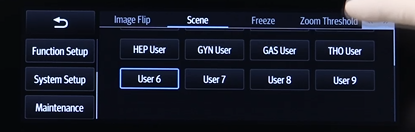 Image Flip Scene Freeze Zoom Threshold
Function Setup
HEP User GYN User GAS User THO User
System Setup
User 6 User 7 User 8 User 9
Maintenance